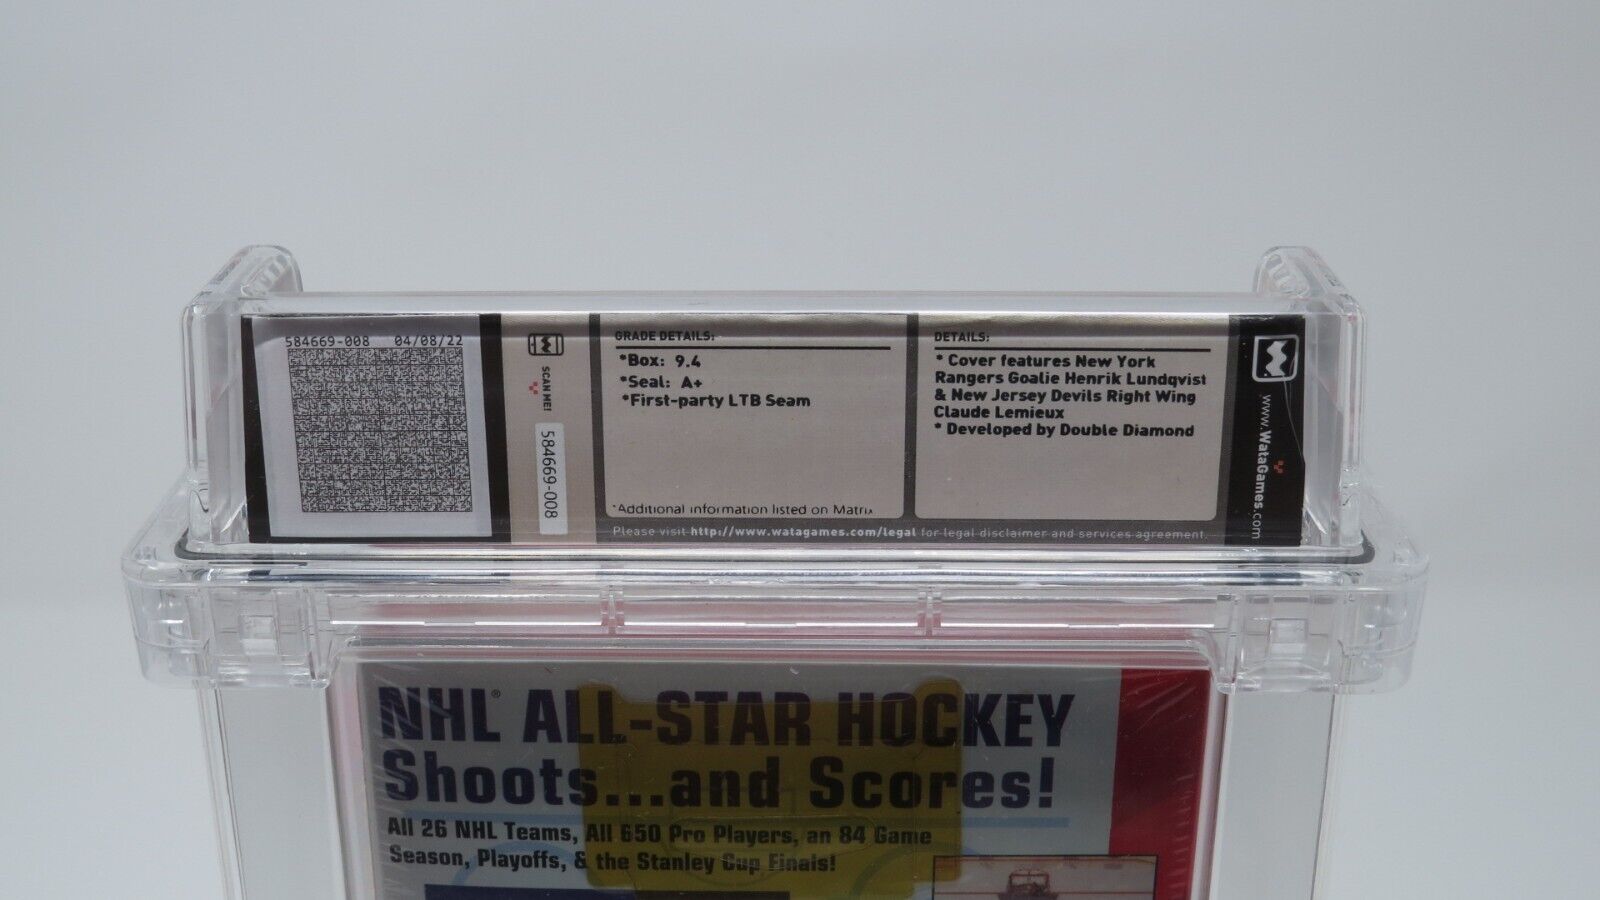 584669-008 04/08/22
SCAN ME!
584669-008
GRADE DETAILS:
*Box: 9.4
*Seal: A+
*First-party LTB Seam
*Additional information listed on Matrix
DETAILS:
* Cover features New York
Rangers Goalie Henrik Lundqvist
& New Jersey Devils Right Wing
Claude Lemieux
* Developed by Double Diamond
Please visit http://www.watagames.com/legal for legal disclaimer and services agreement.
www.WataGames.com
NHL® ALL-STAR HOCKEY
Shoots...and Scores!
All 26 NHL Teams, All 650 Pro Players, an 84 Game
Season, Playoffs, & the Stanley Cup Finals!